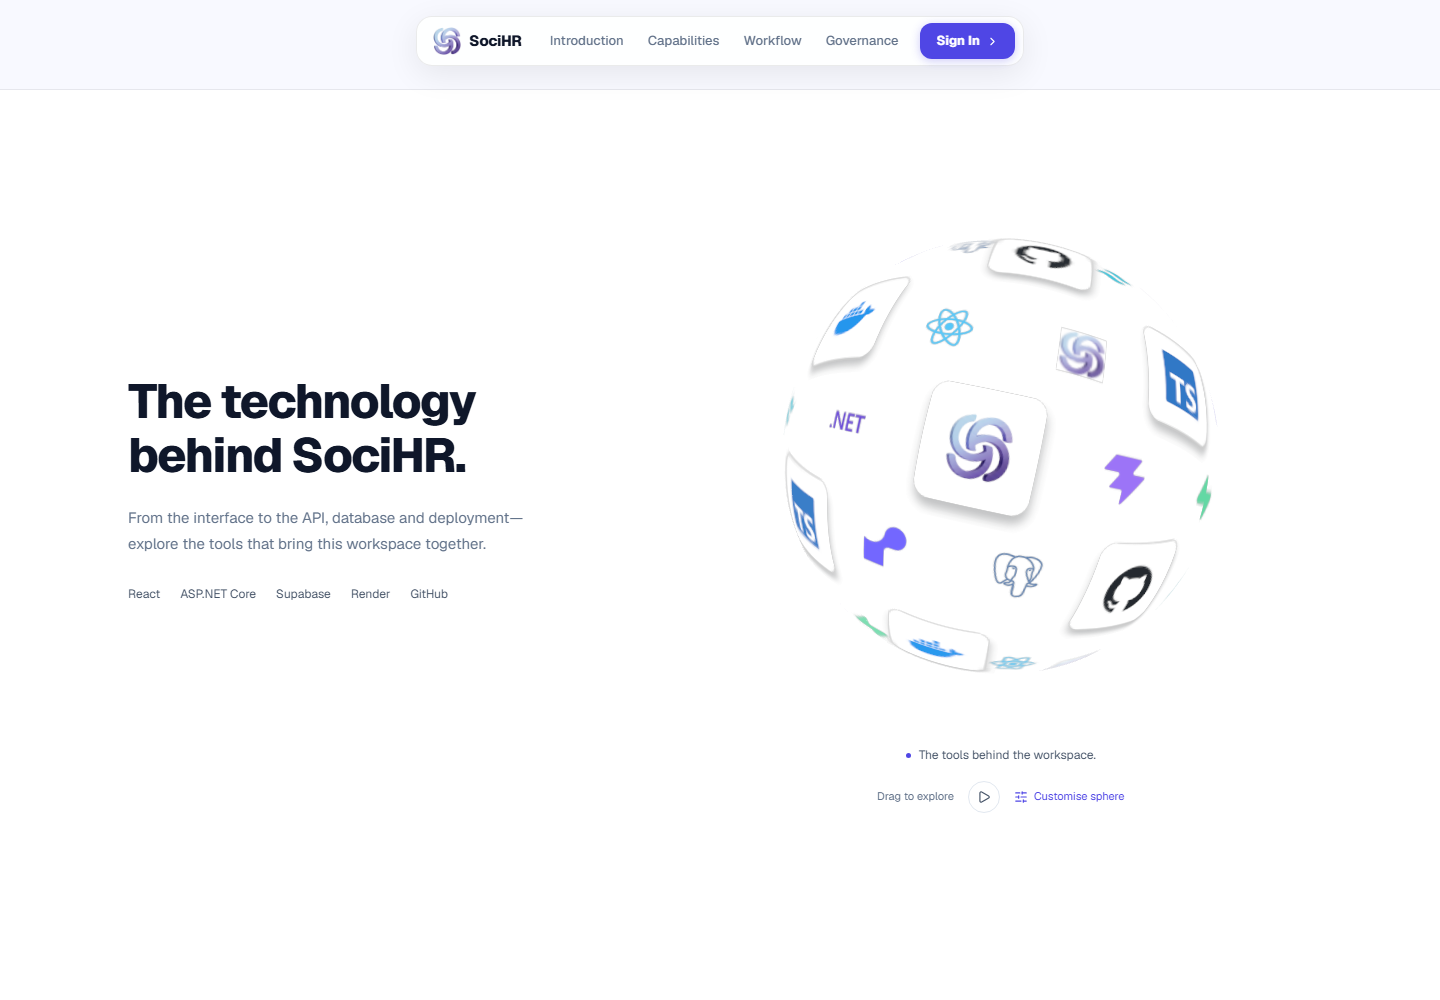 SociHR Introduction Capabilities Workflow Governance Sign In
The technology
behind SociHR.
From the interface to the API, database and deployment—
explore the tools that bring this workspace together.
React ASP.NET Core Supabase Render GitHub
TS
.NET
TS
The tools behind the workspace.
Drag to explore Customise sphere